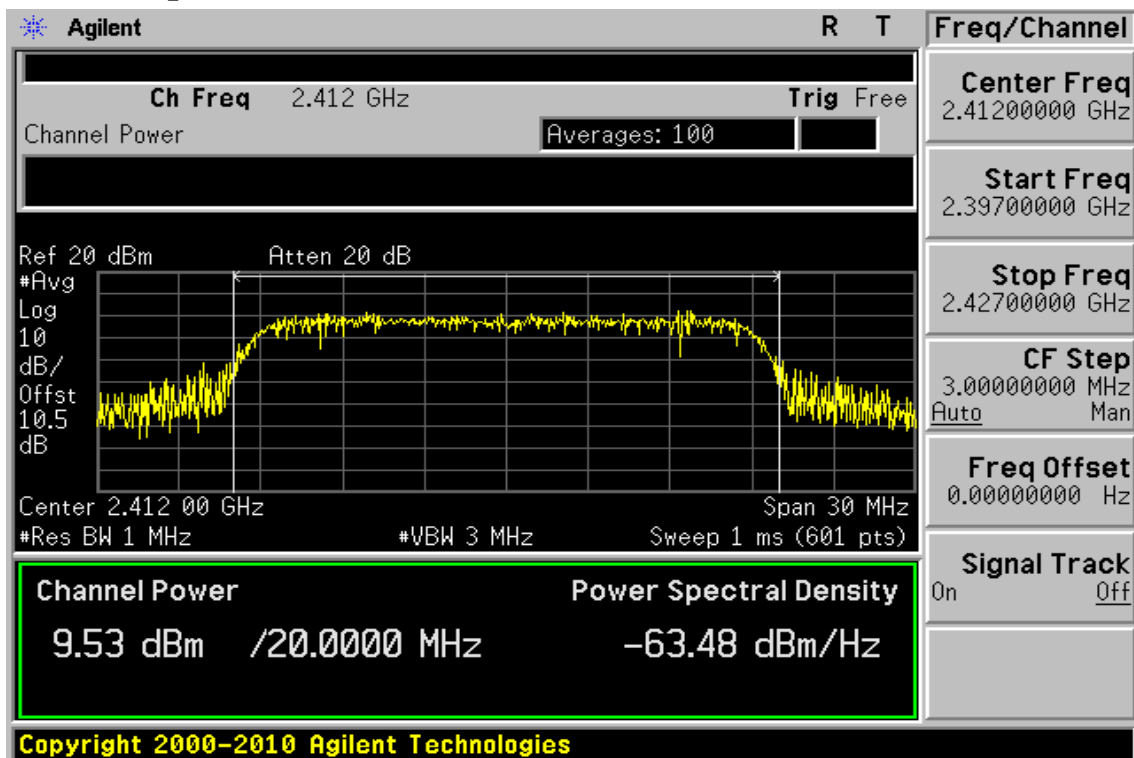 Agilent R T Freq/Channel
Ch Freq 2.412 GHz Trig Free
Channel Power Averages: 100
Ref 20 dBm Atten 20 dB
#Avg
Log
10
dB/
Offst
10.5
dB
Center 2.412 00 GHz Span 30 MHz
#Res BW 1 MHz #VBW 3 MHz Sweep 1 ms (601 pts)
Channel Power Power Spectral Density
9.53 dBm /20.0000 MHz -63.48 dBm/Hz
Center Freq
2.41200000 GHz
Start Freq
2.39700000 GHz
Stop Freq
2.42700000 GHz
CF Step
3.00000000 MHz
Auto Man
Freq Offset
0.00000000 Hz
Signal Track
On Off
Copyright 2000-2010 Agilent Technologies